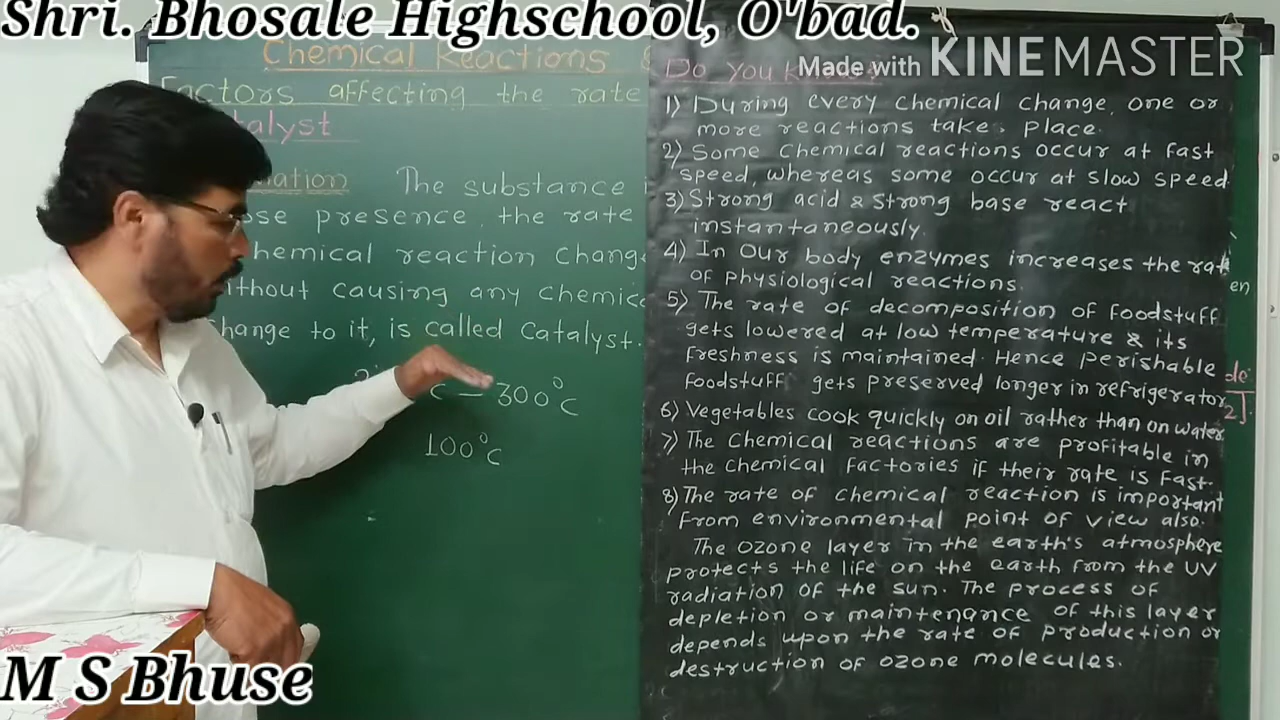 Shri. Bhosale Highschool, O'bad.
Made with KINEMASTER
Chemical Reactions &
Factors affecting the rate
The substance
presence, the rate
chemical reaction
without causing any
change to it, is called Catalyst.
c - 300°c
100°c
Do you
1) During every chemical change, one or
more reactions take place.
2) Some chemical reactions occur at fast
speed, whereas some occur at slow speed.
3) Strong acid & strong base react
instantaneously.
4) In Our body enzymes increases the rate
of physiological reactions.
5) The rate of decomposition of foodstuff
gets lowered at low temperature & its
freshness is maintained. Hence perishable
foodstuff gets preserved longer in refrigerator.
6) Vegetables cook quickly on oil rather than on water
7) The chemical reactions are profitable in
the chemical factories if their rate is fast.
8) The rate of chemical reaction is important
from environmental point of view also.
The ozone layer in the earth's atmosphere
protects the life on the earth from the UV
radiation of the sun. The process of
depletion or maintenance of this layer
depends upon the rate of production or
destruction of ozone molecules.
M S Bhuse